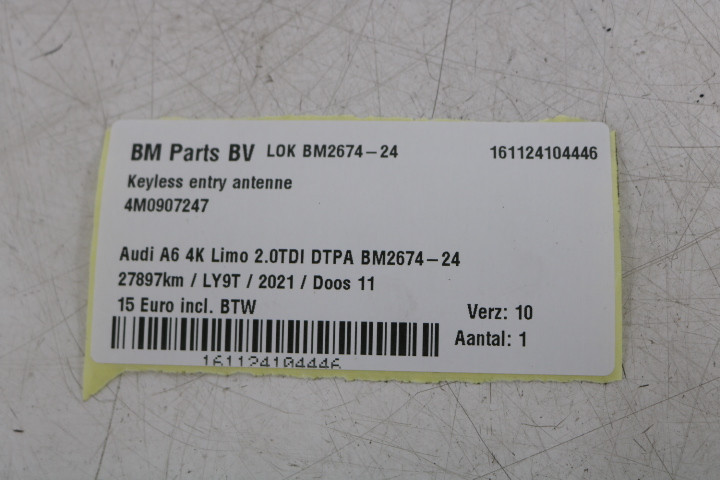 BM Parts BV LOK BM2674-24 161124104446
Keyless entry antenne
4M0907247
Audi A6 4K Limo 2.0TDI DTPA BM2674-24
27897km / LY9T / 2021 / Doos 11
15 Euro incl. BTW Verz: 10
Aantal: 1
161124104446